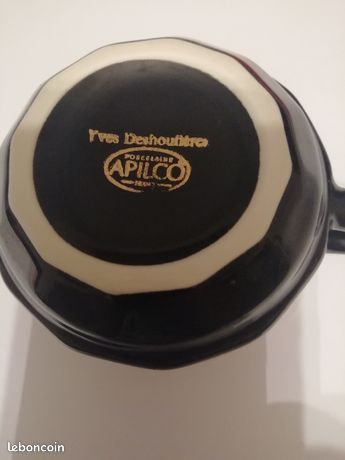 Yves Deshoulières
PORCELAINE
APILCO
FRANCE
leboncoin